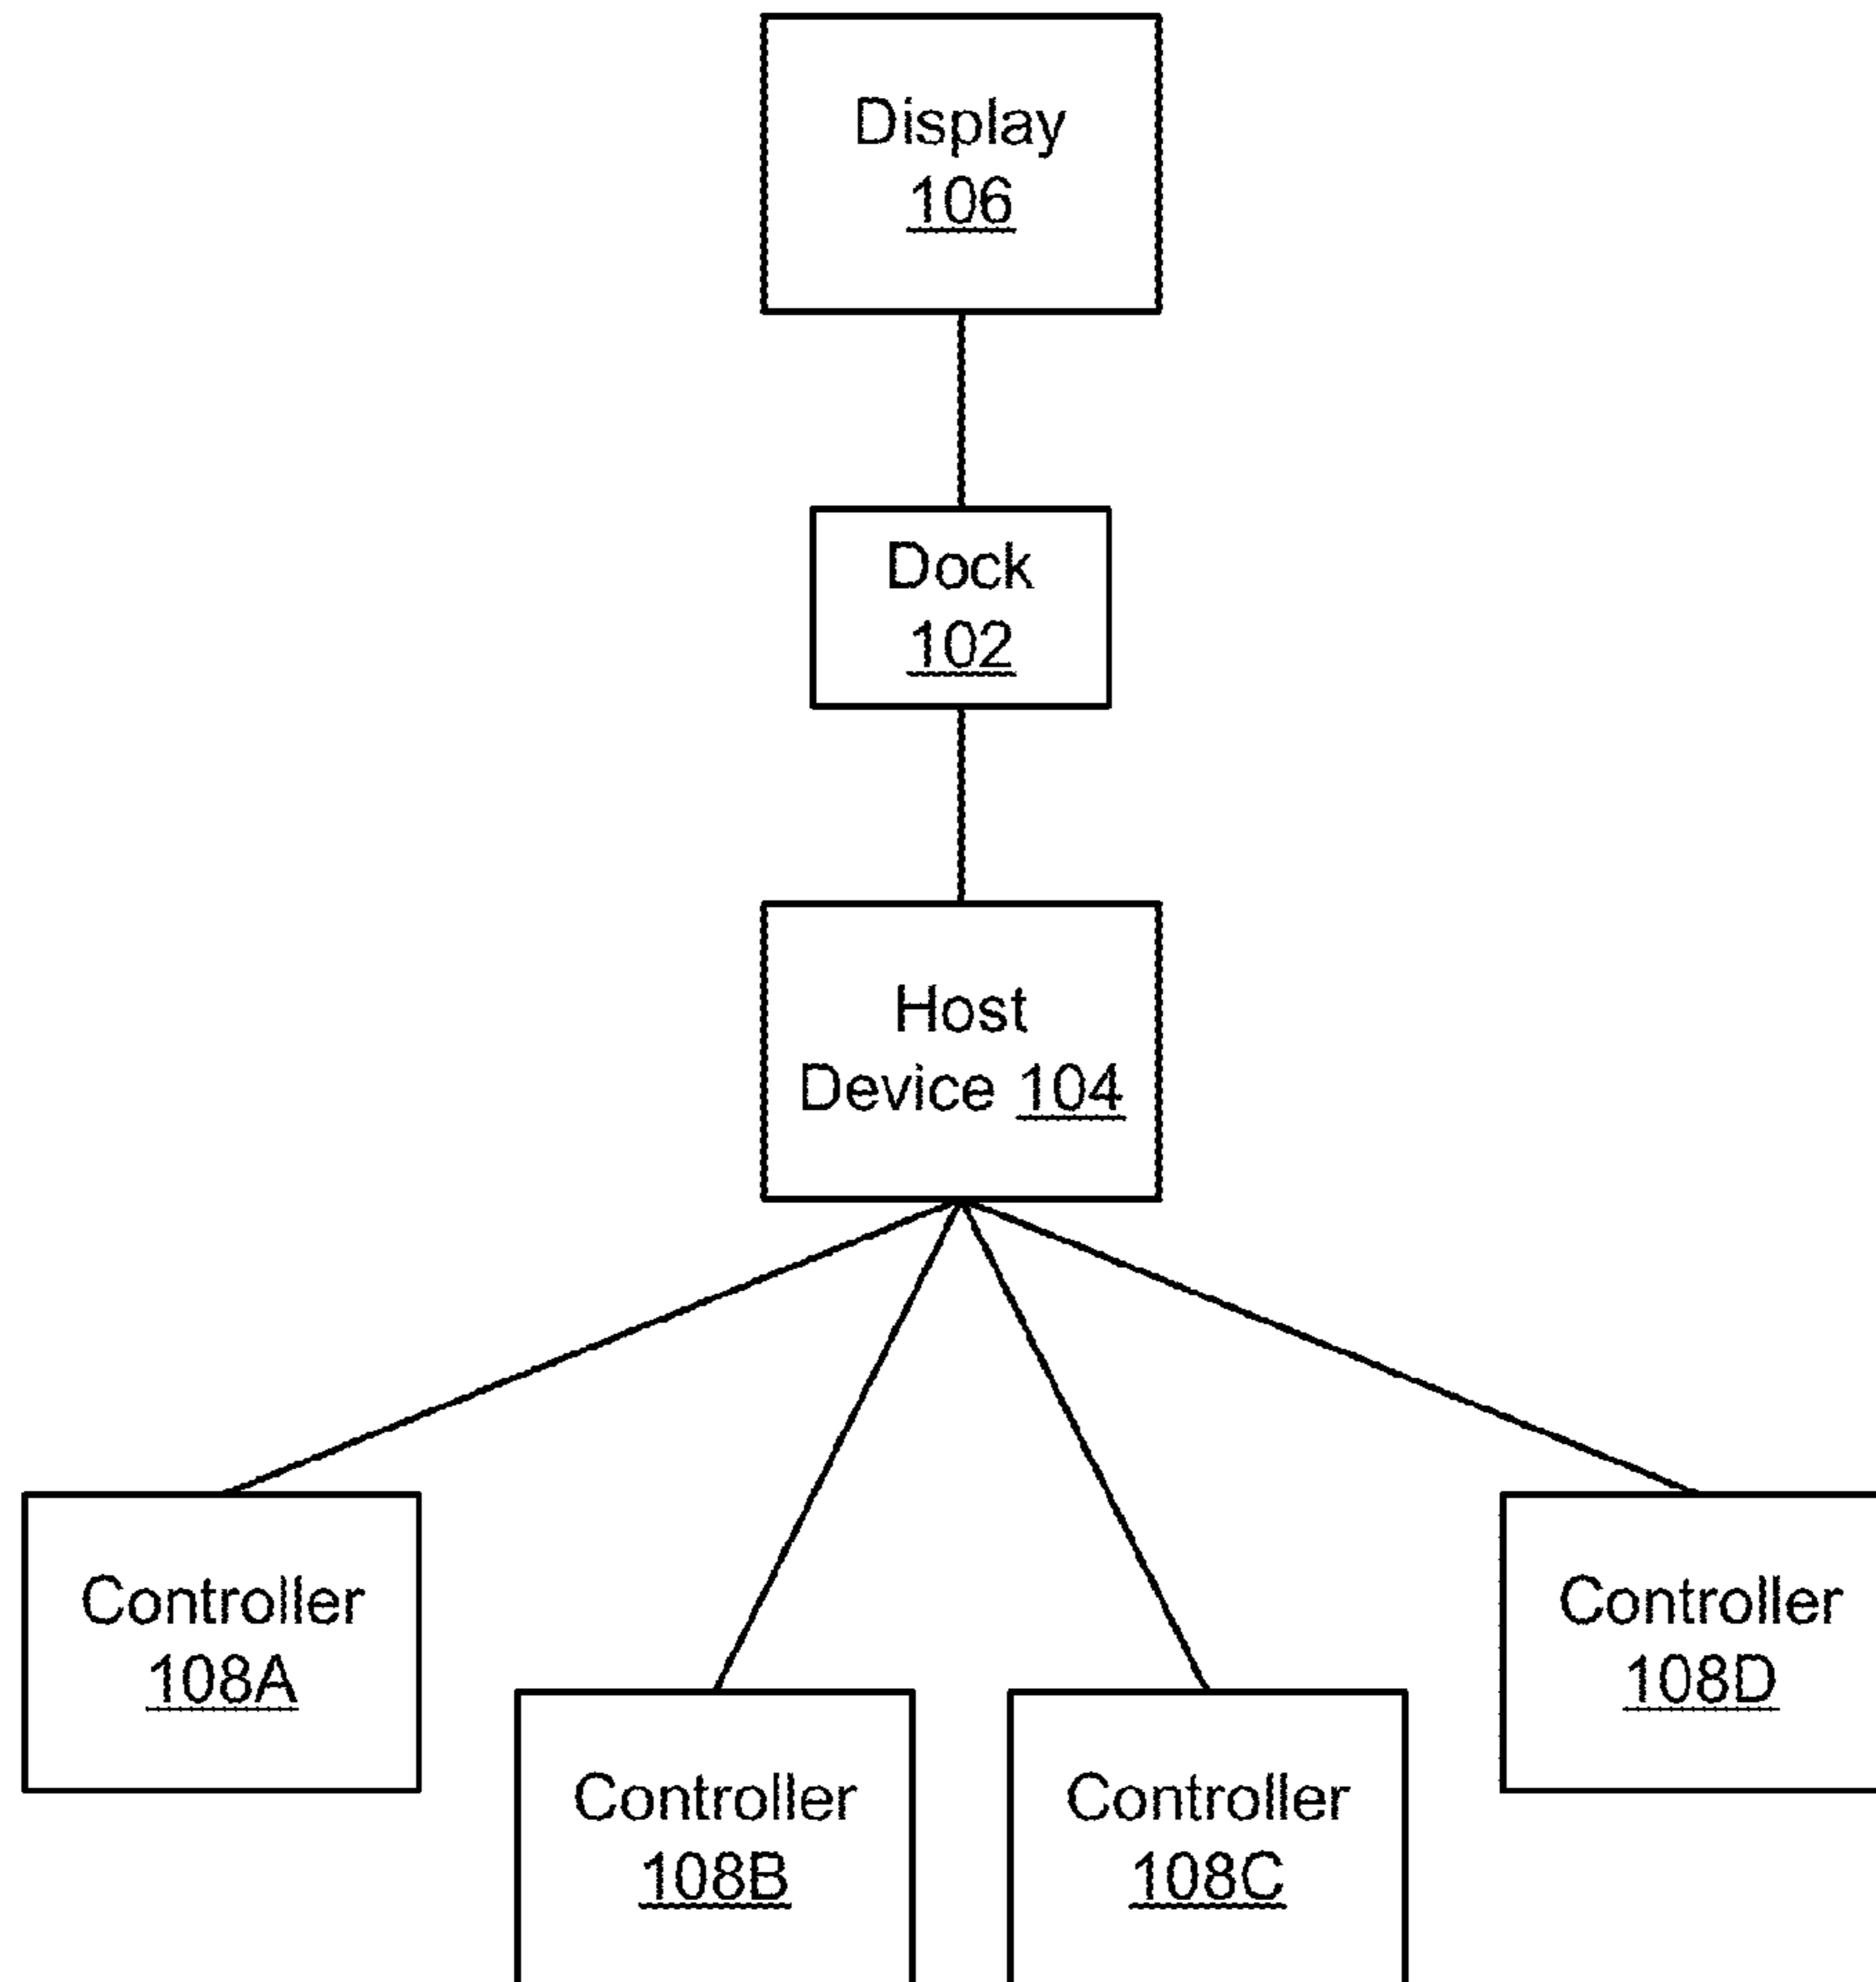 Display
106
Dock
102
Host
Device 104
Controller
108A
Controller
108B
Controller
108C
Controller
108D